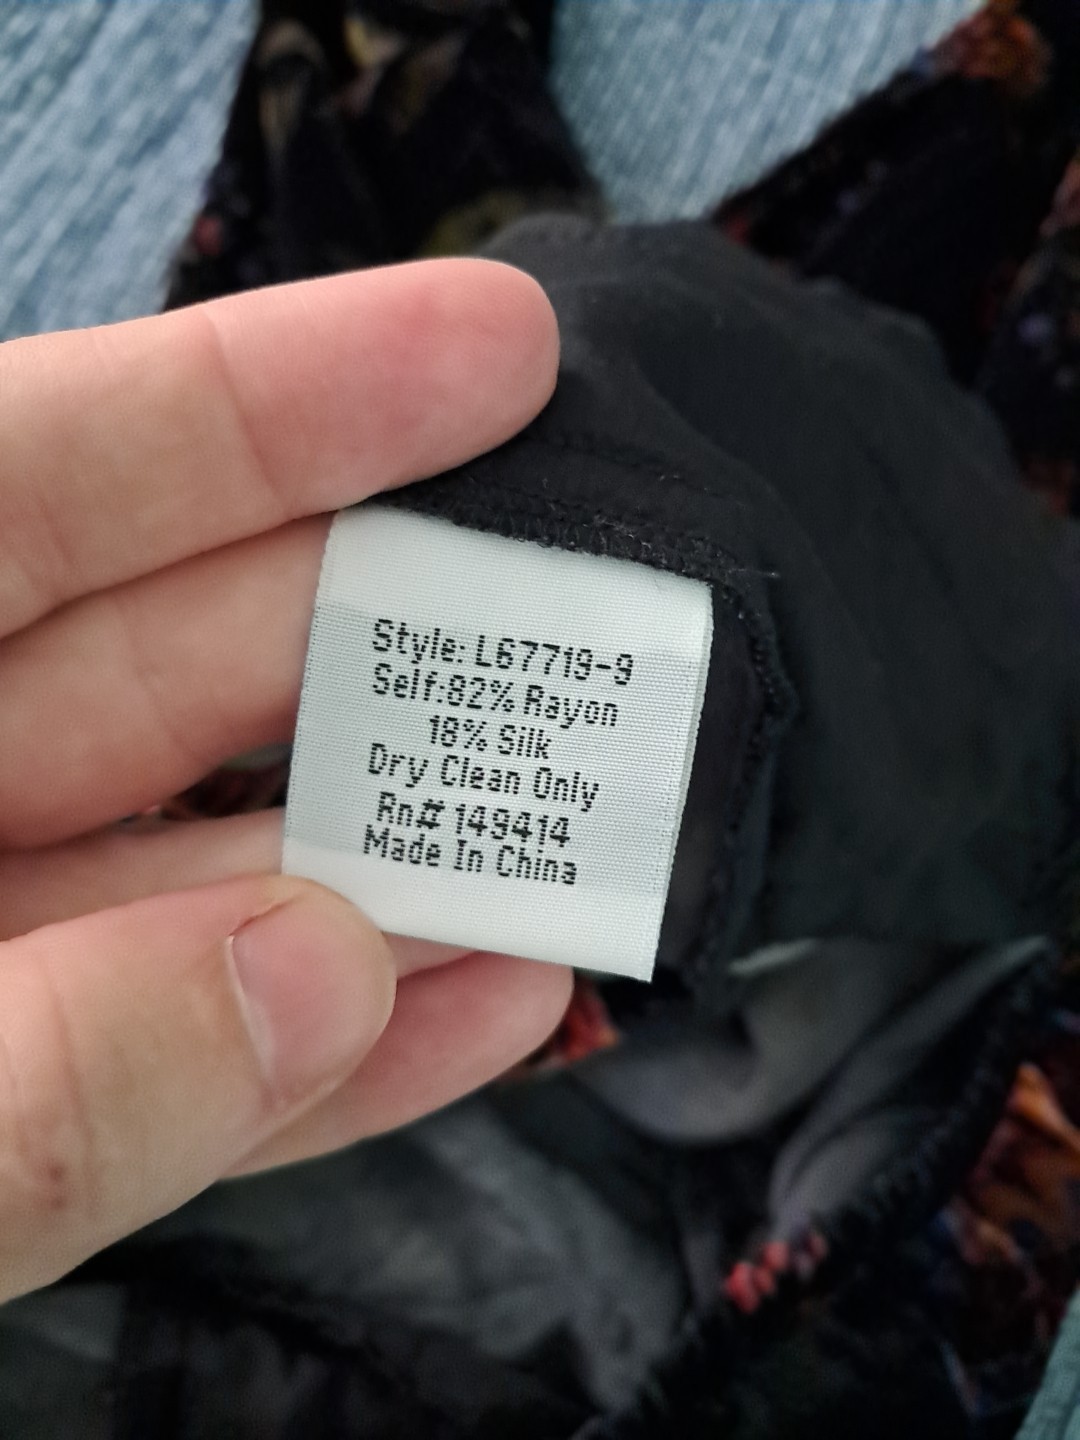 Style: L67719-9
Self:82% Rayon
18% Silk
Dry Clean Only
Rn# 149414
Made In China